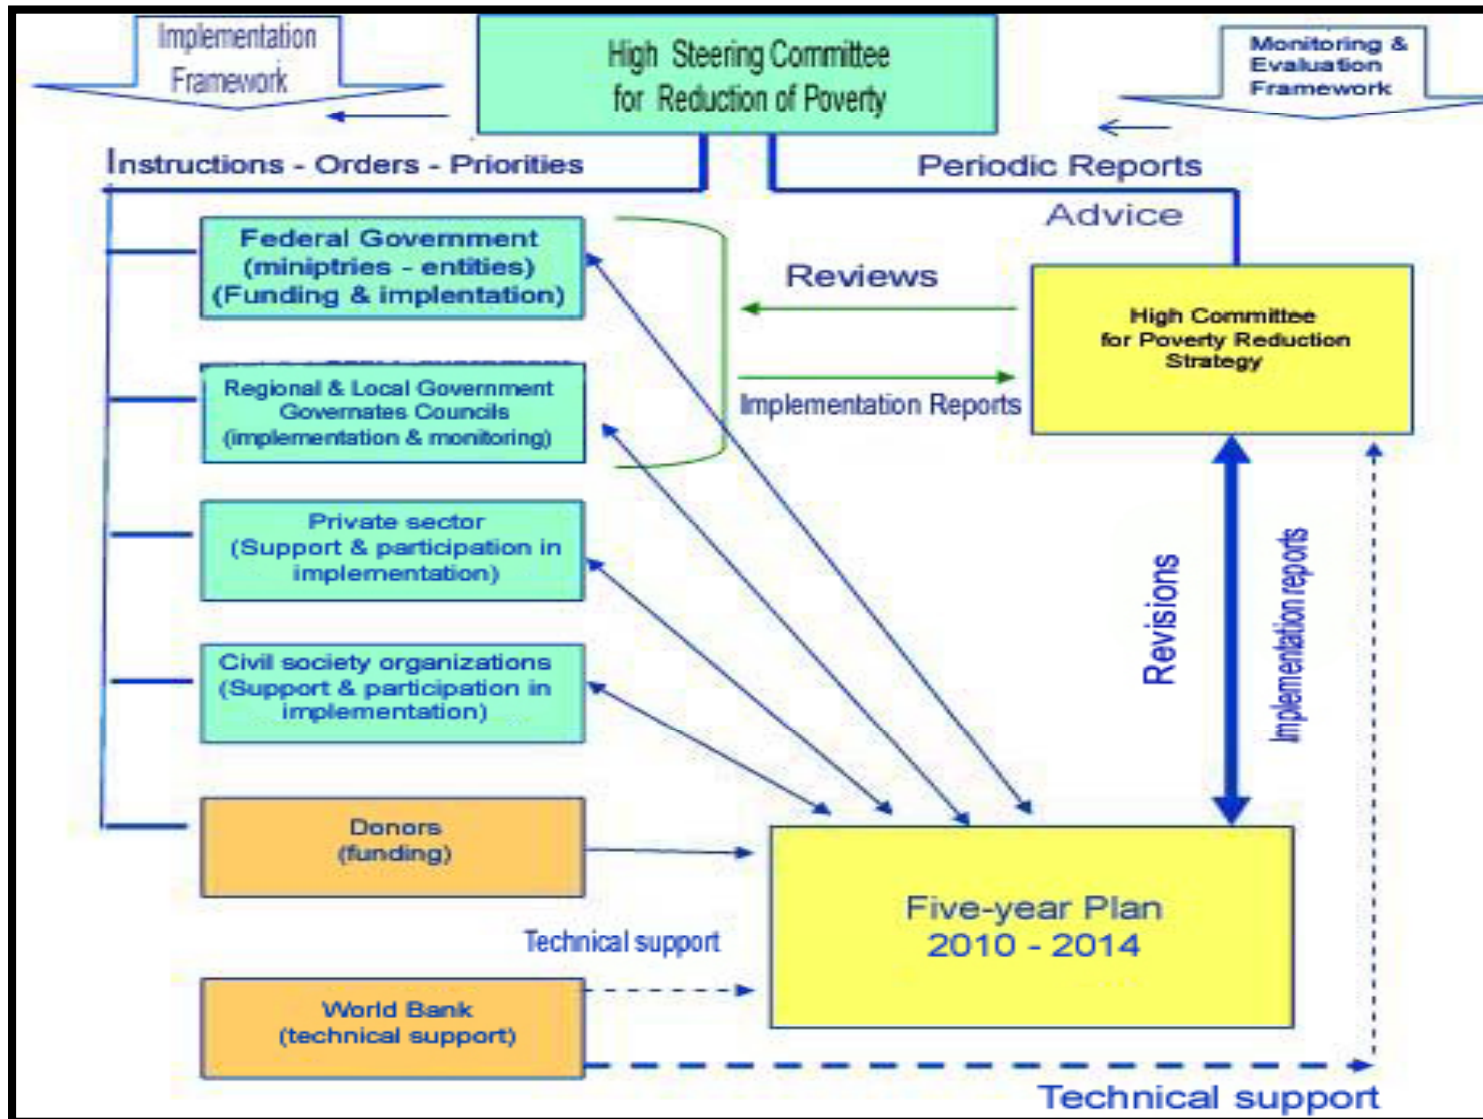 Implementation
Framework
High Steering Committee
for Reduction of Poverty
Monitoring &
Evaluation
Framework
Instructions - Orders - Priorities
Periodic Reports
Advice
Federal Government
(miniptries - entities)
(Funding & implentation)
Reviews
High Committee
for Poverty Reduction
Strategy
Regional & Local Government
Governates Councils
(implementation & monitoring)
Implementation Reports
Private sector
(Support & participation in
implementation)
Revisions
Implementation reports
Civil society organizations
(Support & participation in
implementation)
Donors
(funding)
Five-year Plan
2010 - 2014
Technical support
World Bank
(technical support)
Technical support